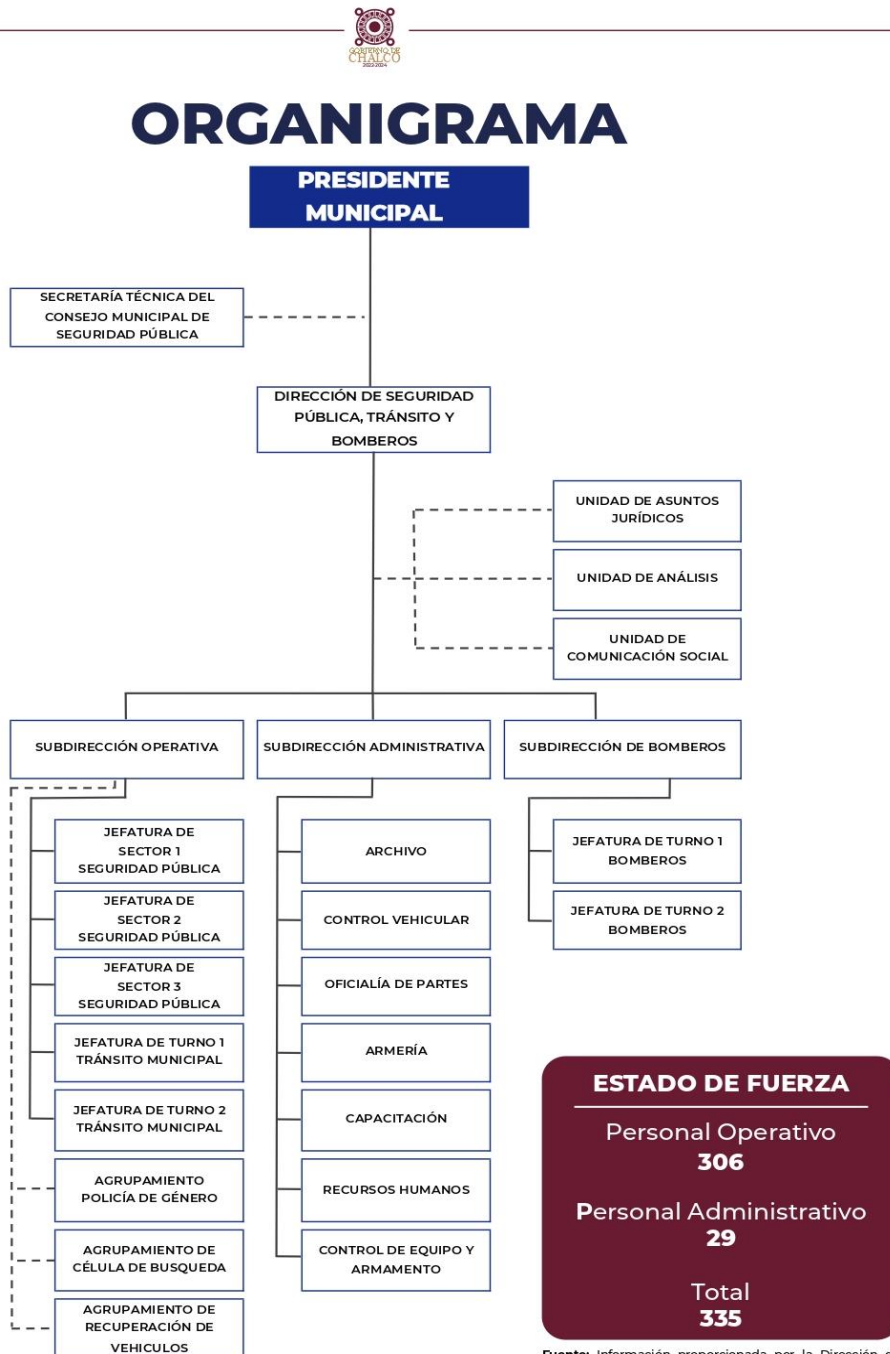 GOBIERNO DE
CHALCO
2022-2024
ORGANIGRAMA
PRESIDENTE
MUNICIPAL
SECRETARÍA TÉCNICA DEL
CONSEJO MUNICIPAL DE
SEGURIDAD PÚBLICA
DIRECCIÓN DE SEGURIDAD
PÚBLICA, TRÁNSITO Y
BOMBEROS
UNIDAD DE ASUNTOS
JURÍDICOS
UNIDAD DE ANÁLISIS
UNIDAD DE
COMUNICACIÓN SOCIAL
SUBDIRECCIÓN OPERATIVA
JEFATURA DE
SECTOR 1
SEGURIDAD PÚBLICA
JEFATURA DE
SECTOR 2
SEGURIDAD PÚBLICA
JEFATURA DE
SECTOR 3
SEGURIDAD PÚBLICA
JEFATURA DE TURNO 1
TRÁNSITO MUNICIPAL
JEFATURA DE TURNO 2
TRÁNSITO MUNICIPAL
AGRUPAMIENTO
POLICÍA DE GÉNERO
AGRUPAMIENTO DE
CÉLULA DE BUSQUEDA
AGRUPAMIENTO DE
RECUPERACIÓN DE
VEHICULOS
SUBDIRECCIÓN ADMINISTRATIVA
ARCHIVO
CONTROL VEHICULAR
OFICIALÍA DE PARTES
ARMERÍA
CAPACITACIÓN
RECURSOS HUMANOS
CONTROL DE EQUIPO Y
ARMAMENTO
SUBDIRECCIÓN DE BOMBEROS
JEFATURA DE TURNO 1
BOMBEROS
JEFATURA DE TURNO 2
BOMBEROS
ESTADO DE FUERZA
Personal Operativo
306
Personal Administrativo
29
Total
335
Fuente: Información proporcionada por la Dirección